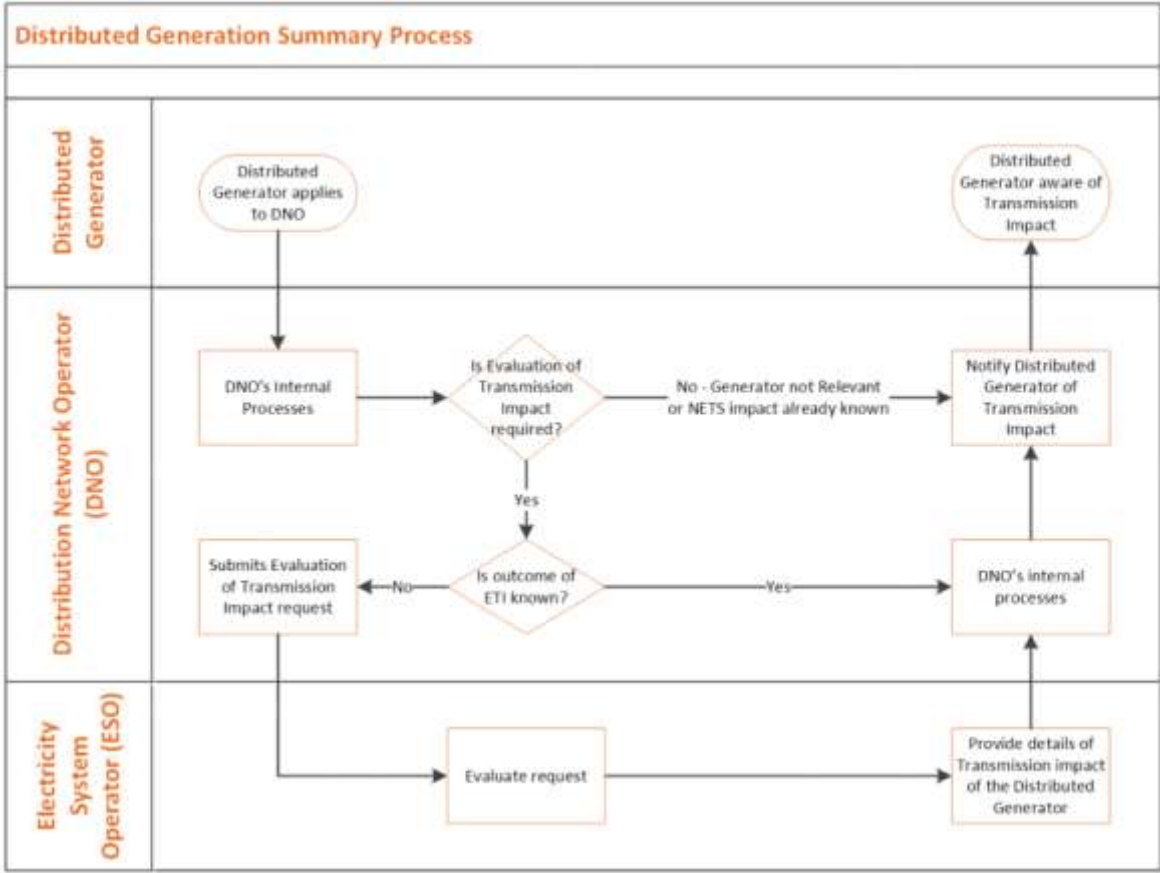 Distributed Generation Summary Process
Distributed
Generator
Distributed
Generator applies
to DNO
Distributed
Generator aware of
Transmission
Impact
Distribution Network Operator
(DNO)
DNO's Internal
Processes
Is Evaluation of
Transmission
Impact
required?
No - Generator not Relevant
or NETS impact already known
Notify Distributed
Generator of
Transmission
Impact
Yes
Submits Evaluation
of Transmission
Impact request
No
Is outcome of
ETI known?
Yes
DNO's internal
processes
Electricity
System
Operator (ESO)
Evaluate request
Provide details of
Transmission impact
of the Distributed
Generator